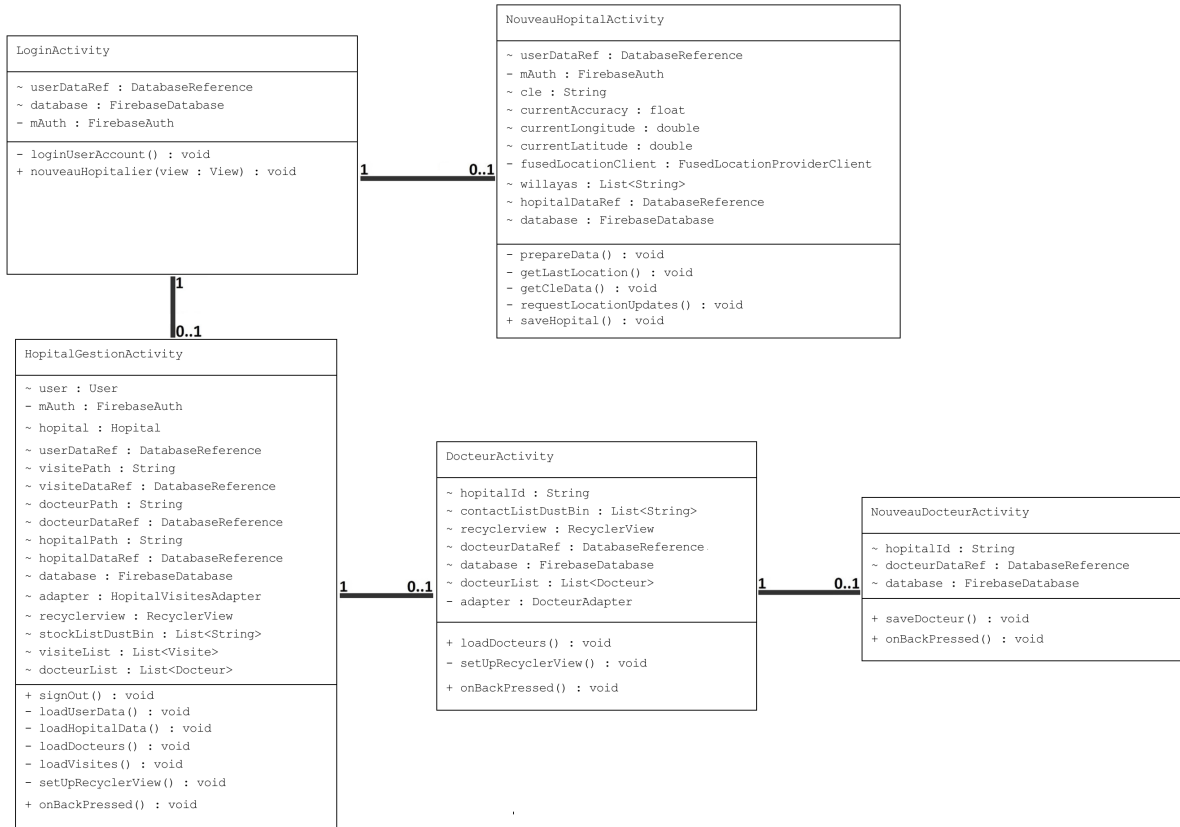 LoginActivity
~ userDataRef : DatabaseReference
~ database : FirebaseDatabase
- mAuth : FirebaseAuth
- loginUserAccount() : void
+ nouveauHopitalier(view : View) : void
1
0..1
NouveauHopitalActivity
~ userDataRef : DatabaseReference
- mAuth : FirebaseAuth
~ cle : String
~ currentAccuracy : float
~ currentLongitude : double
~ currentLatitude : double
- fusedLocationClient : FusedLocationProviderClient
~ willayas : List<String>
~ hopitalDataRef : DatabaseReference
~ database : FirebaseDatabase
- prepareData() : void
- getLastLocation() : void
- getCleData() : void
- requestLocationUpdates() : void
+ saveHopital() : void
1
0..1
HopitalGestionActivity
~ user : User
- mAuth : FirebaseAuth
~ hopital : Hopital
~ userDataRef : DatabaseReference
~ visitePath : String
~ visiteDataRef : DatabaseReference
~ docteurPath : String
~ docteurDataRef : DatabaseReference
~ hopitalPath : String
~ hopitalDataRef : DatabaseReference
~ database : FirebaseDatabase
~ adapter : HopitalVisitesAdapter
~ recyclerview : RecyclerView
~ stockListDustBin : List<String>
~ visiteList : List<Visite>
~ docteurList : List<Docteur>
+ signOut() : void
- loadUserData() : void
- loadHopitalData() : void
- loadDocteurs() : void
- loadVisites() : void
- setUpRecyclerView() : void
+ onBackPressed() : void
1
0..1
DocteurActivity
~ hopitalId : String
~ contactListDustBin : List<String>
~ recyclerview : RecyclerView
~ docteurDataRef : DatabaseReference
~ database : FirebaseDatabase
~ docteurList : List<Docteur>
- adapter : DocteurAdapter
+ loadDocteurs() : void
- setUpRecyclerView() : void
+ onBackPressed() : void
1
0..1
NouveauDocteurActivity
~ hopitalId : String
~ docteurDataRef : DatabaseReference
~ database : FirebaseDatabase
+ saveDocteur() : void
+ onBackPressed() : void